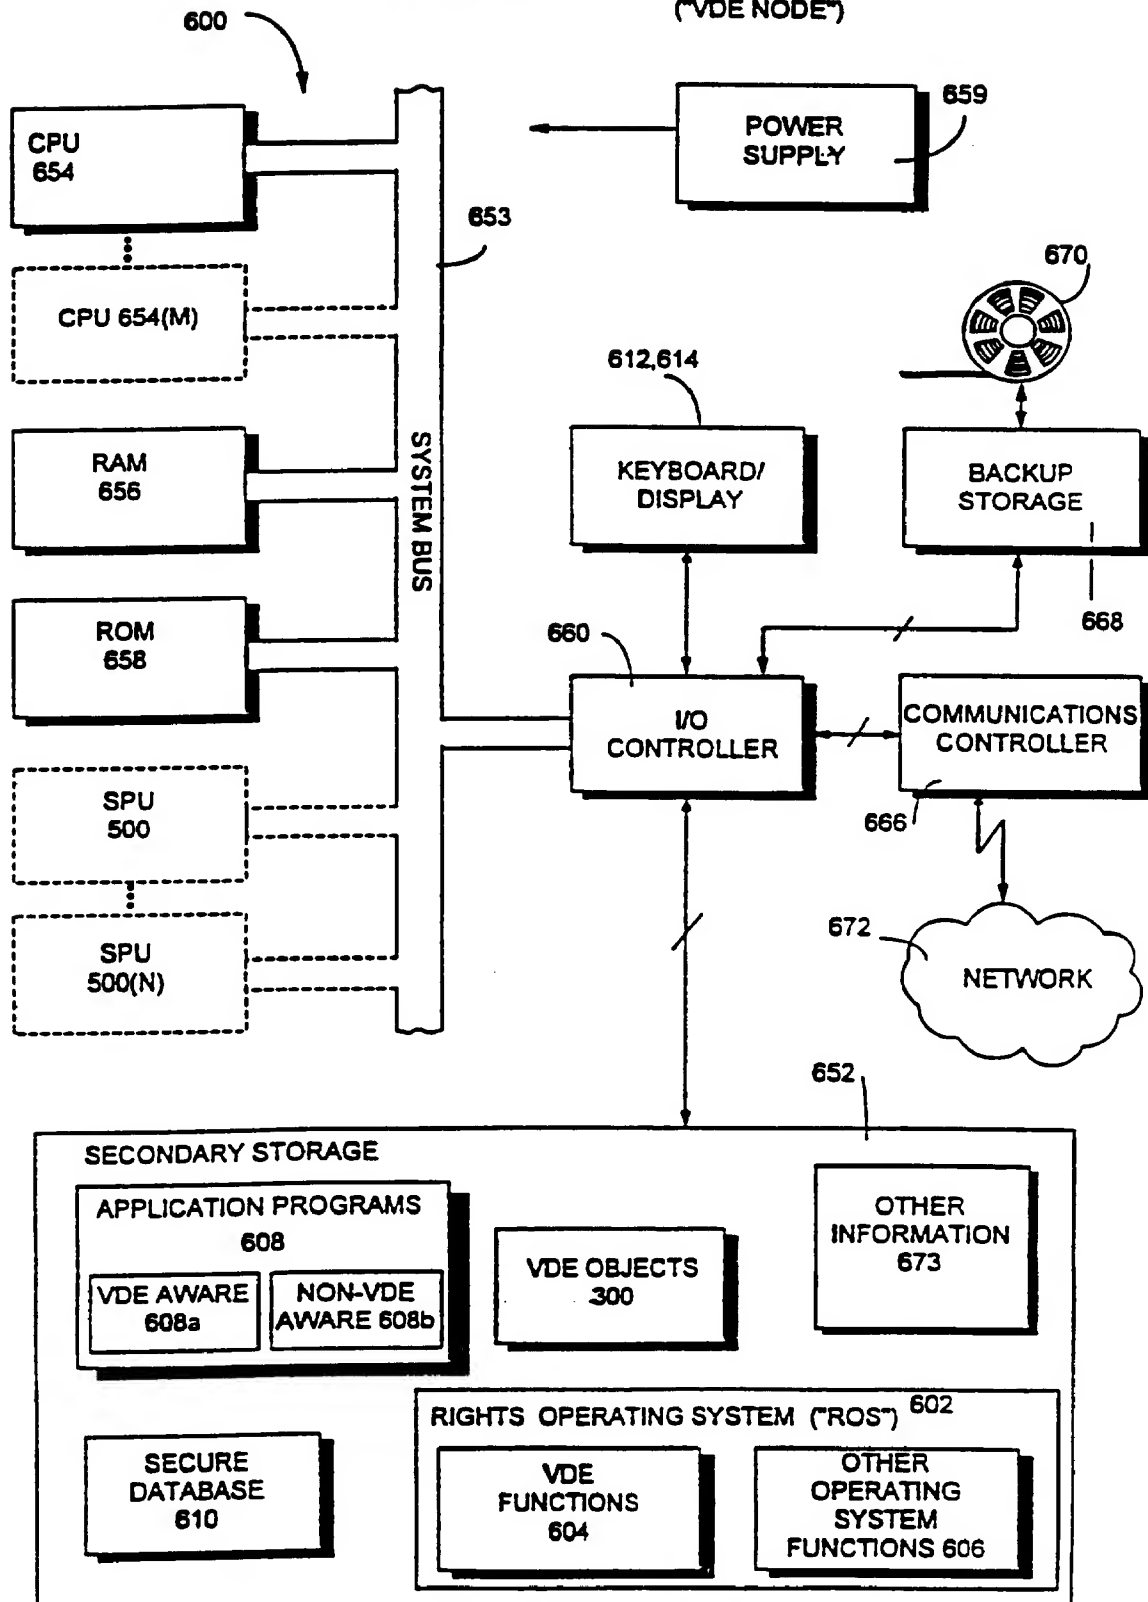 ("VDE NODE")
600
CPU
654
CPU 654(M)
RAM
656
ROM
658
SPU
500
SPU
500(N)
SYSTEM BUS
653
POWER
SUPPLY
659
670
612,614
KEYBOARD/
DISPLAY
BACKUP
STORAGE
668
660
I/O
CONTROLLER
COMMUNICATIONS
CONTROLLER
666
672
NETWORK
652
SECONDARY STORAGE
APPLICATION PROGRAMS
608
VDE AWARE
608a
NON-VDE
AWARE 608b
VDE OBJECTS
300
OTHER
INFORMATION
673
SECURE
DATABASE
610
RIGHTS OPERATING SYSTEM ("ROS") 602
VDE
FUNCTIONS
604
OTHER
OPERATING
SYSTEM
FUNCTIONS 606